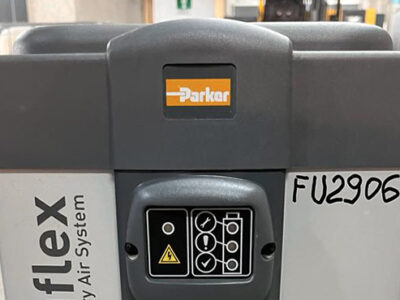 Parker
FU2906
flex
y Air System